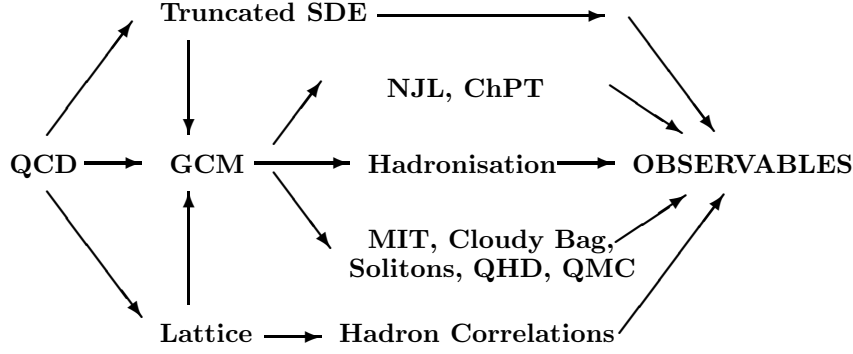 Truncated SDE
NJL, ChPT
QCD GCM Hadronisation OBSERVABLES
MIT, Cloudy Bag,
Solitons, QHD, QMC
Lattice Hadron Correlations